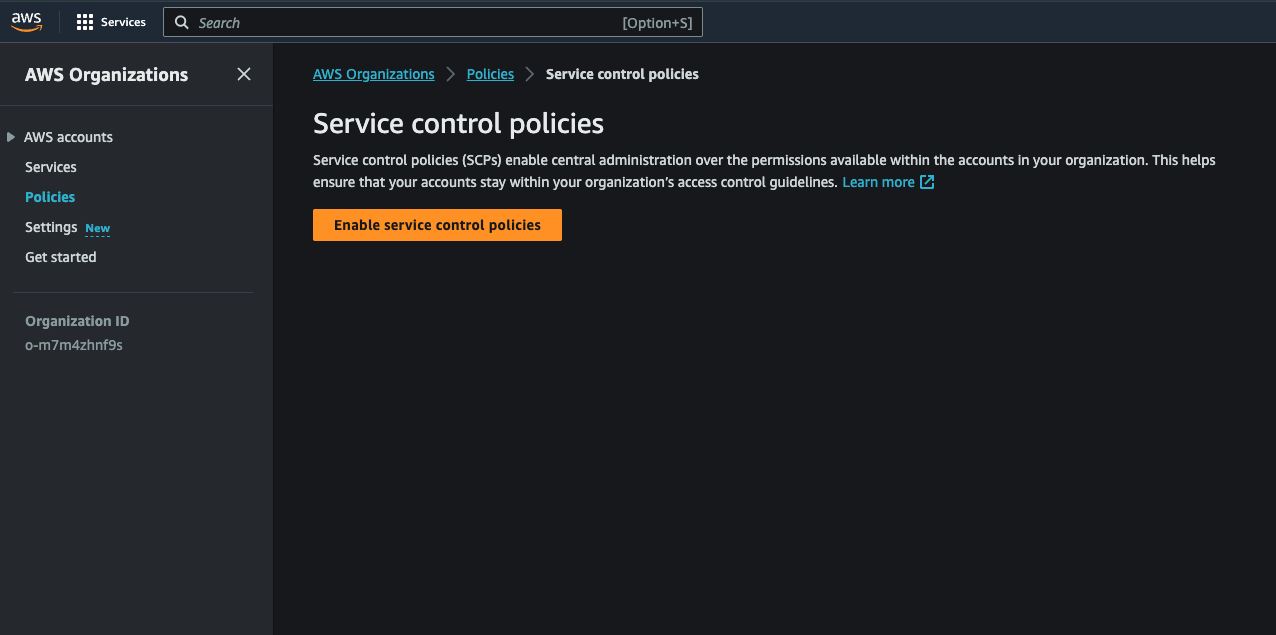 aws
Services
Search
[Option+S]
AWS Organizations
AWS accounts
Services
Policies
Settings New
Get started
Organization ID
o-m7m4zhnf9s
AWS Organizations > Policies > Service control policies
Service control policies
Service control policies (SCPs) enable central administration over the permissions available within the accounts in your organization. This helps
ensure that your accounts stay within your organization's access control guidelines. Learn more
Enable service control policies